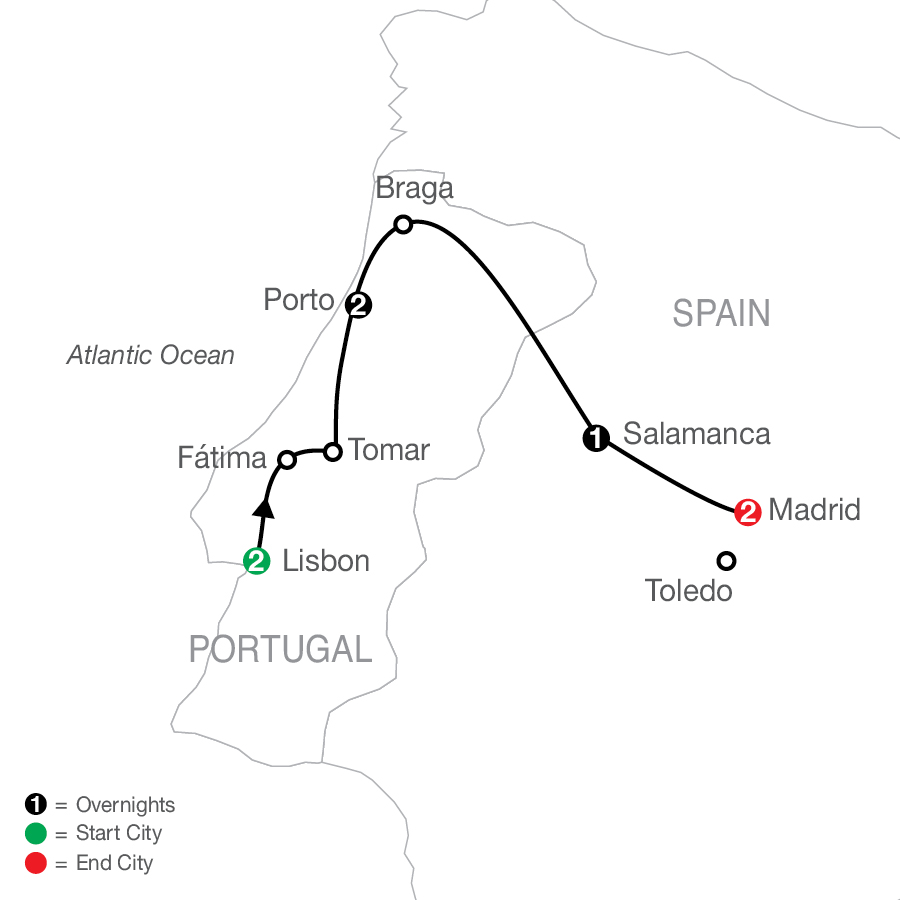 Braga
Porto 2
SPAIN
Atlantic Ocean
1 Salamanca
Fátima
Tomar
2 Madrid
2 Lisbon
Toledo
PORTUGAL
1 = Overnights
= Start City
= End City